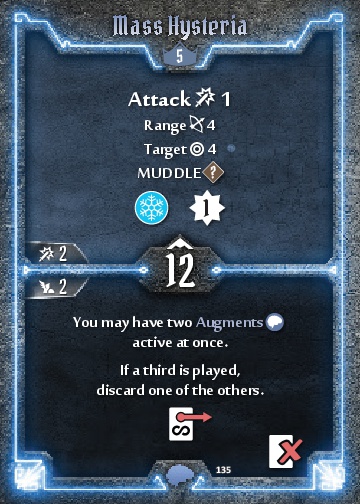 Mass Hysteria
5
Attack 1
Range 4
Target 4
MUDDLE ?
1
2
12
2
You may have two Augments
active at once.
If a third is played,
discard one of the others.
135